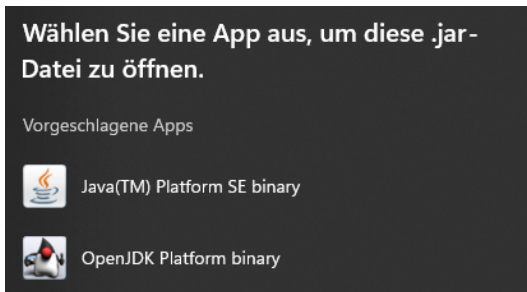 Wählen Sie eine App aus, um diese .jar-
Datei zu öffnen.
Vorgeschlagene Apps
Java(TM) Platform SE binary
OpenJDK Platform binary